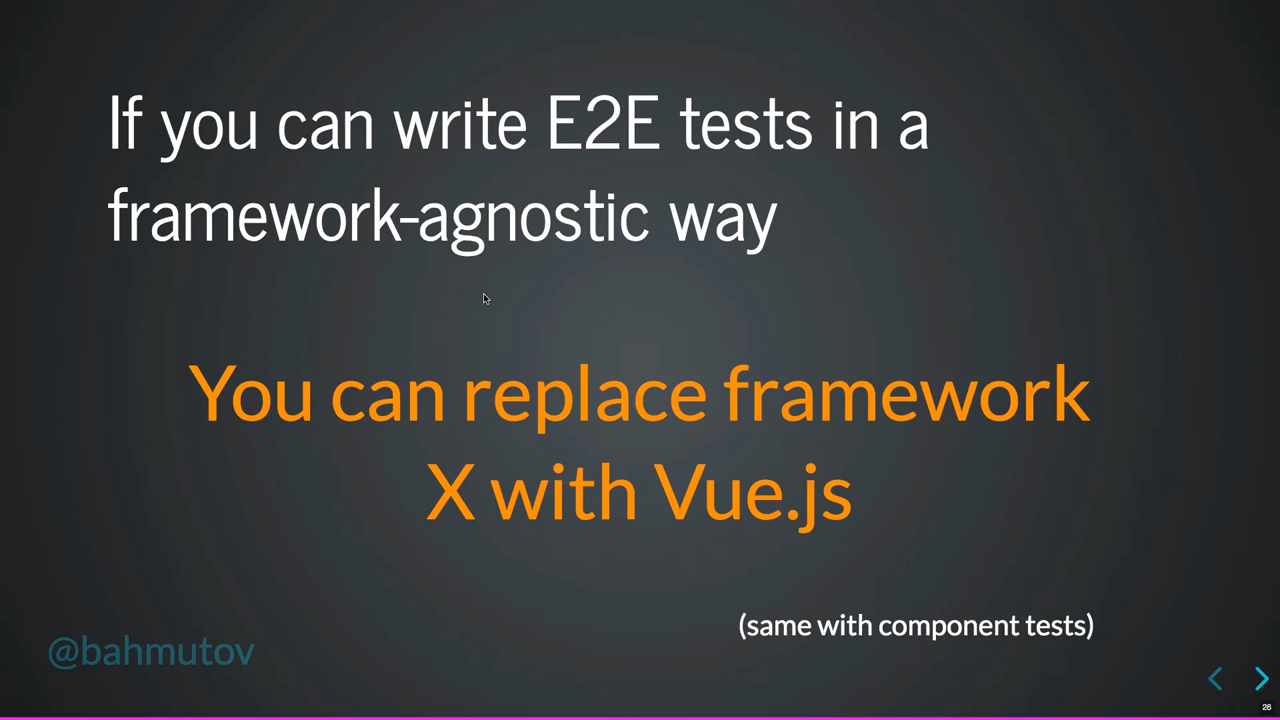 If you can write E2E tests in a
framework-agnostic way
You can replace framework
X with Vue.js
(same with component tests)
@bahmutov
26